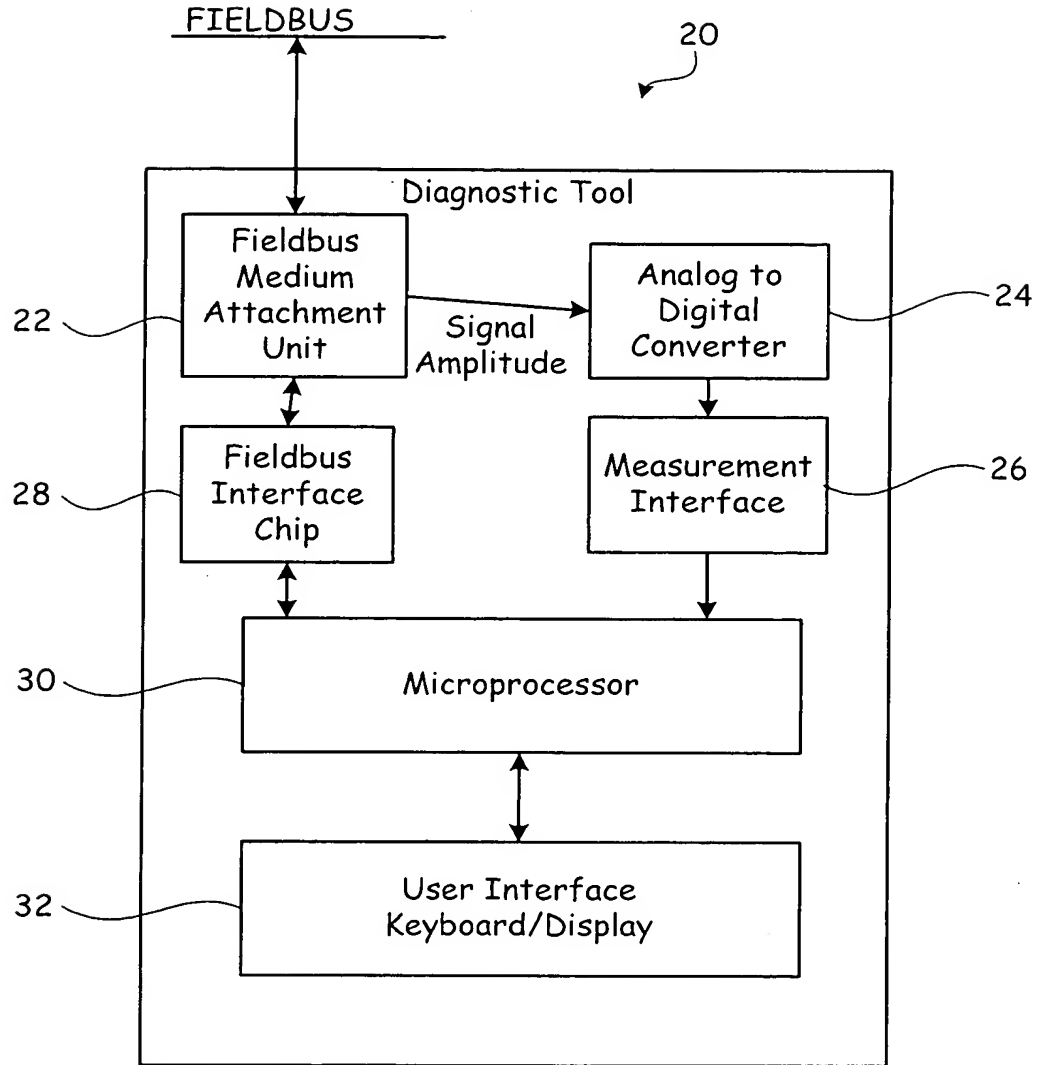 FIELDBUS
20
Diagnostic Tool
Fieldbus
Medium
Attachment
Unit
22
Signal
Amplitude
Analog to
Digital
Converter
24
Fieldbus
Interface
Chip
28
Measurement
Interface
26
Microprocessor
30
User Interface
Keyboard/Display
32